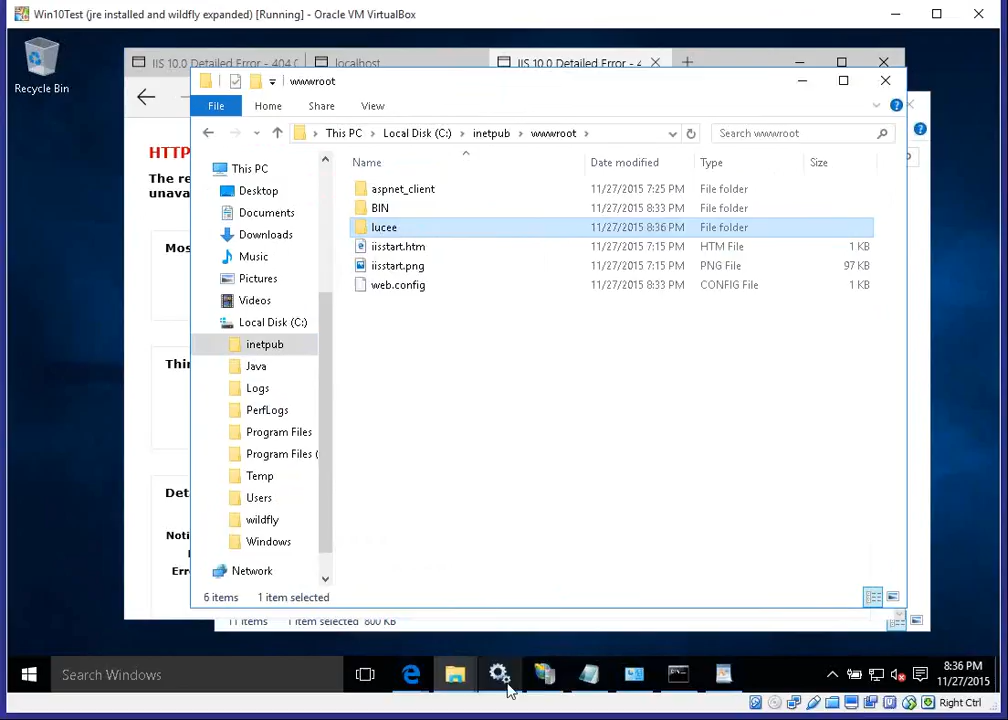 Win10Test (jre installed and wildfly expanded) [Running] - Oracle VM VirtualBox
Recycle Bin
IIS 10.0 Detailed Error - 404.0
localhost
IIS 10.0 Detailed Error - 4
wwwroot
File Home Share View
This PC Local Disk (C:) inetpub wwwroot
Search wwwroot
HTTP
The re
unava
Mos
Thin
Det
Noti
Erro
This PC
Desktop
Documents
Downloads
Music
Pictures
Videos
Local Disk (C:)
inetpub
Java
Logs
PerfLogs
Program Files
Program Files (
Temp
Users
wildfly
Windows
Network
Name Date modified Type Size
aspnet_client 11/27/2015 7:25 PM File folder
BIN 11/27/2015 8:33 PM File folder
lucee 11/27/2015 8:36 PM File folder
iisstart.htm 11/27/2015 7:15 PM HTM File 1 KB
iisstart.png 11/27/2015 7:15 PM PNG File 97 KB
web.config 11/27/2015 8:33 PM CONFIG File 1 KB
6 items 1 item selected
11 items 1 item selected 800 KB
Search Windows
8:36 PM
11/27/2015
Right Ctrl